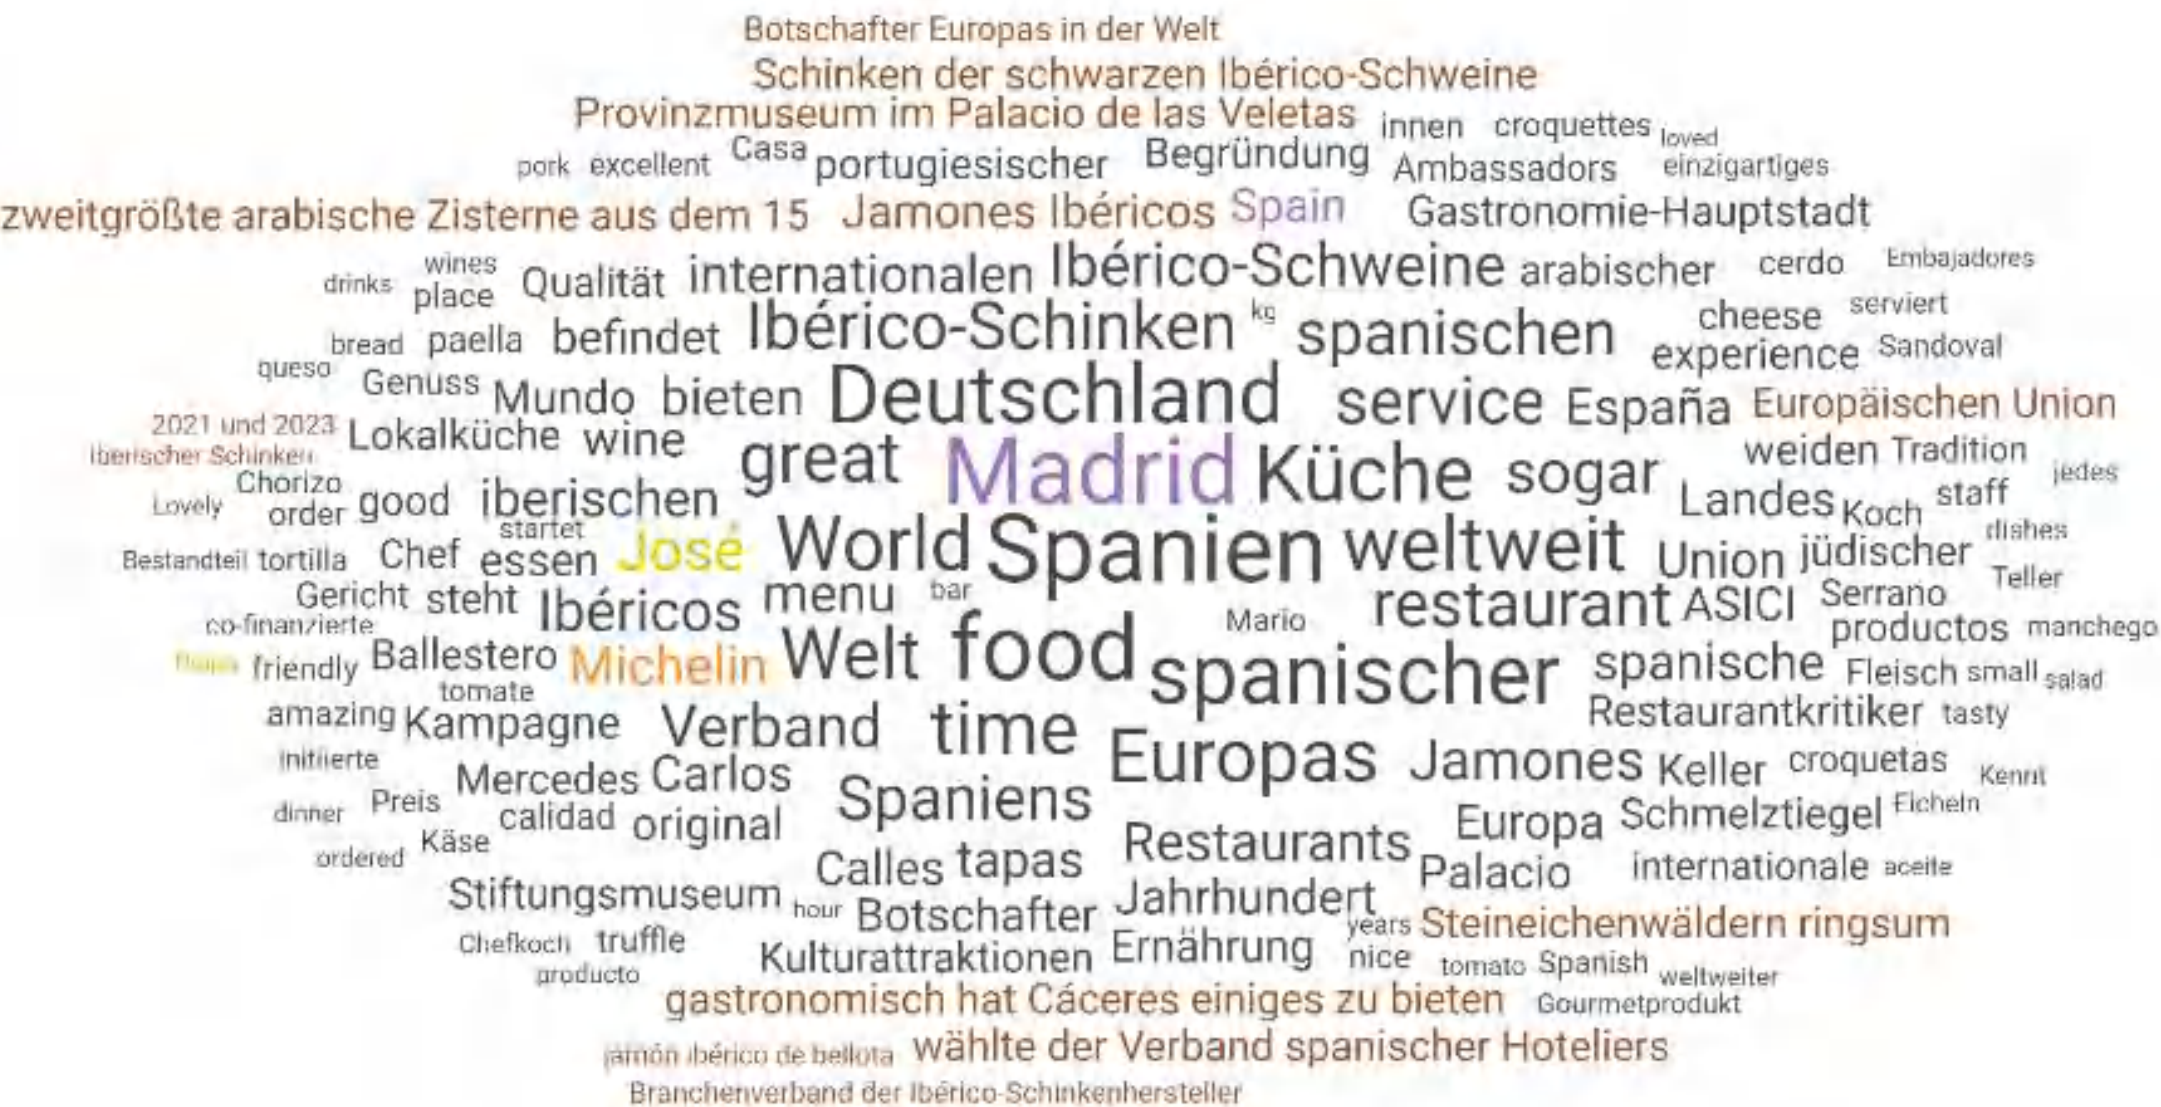 Botschafter Europas in der Welt
Schinken der schwarzen Ibérico-Schweine
Provinzmuseum im Palacio de las Veletas innen croquettes loved
pork excellent Casa portugiesischer Begründung Ambassadors einzigartiges
zweitgrößte arabische Zisterne aus dem 15 Jamones Ibéricos Spain Gastronomie-Hauptstadt
drinks wines place Qualität internationalen Ibérico-Schweine arabischer cerdo Embajadores
bread paella befindet Ibérico-Schinken kg spanischen cheese serviert
experience Sandoval
queso Genuss Mundo bieten Deutschland service España Europäischen Union
2021 und 2023 Lokalküche wine great Madrid Küche sogar weiden Tradition
Iberischer Schinken
Chorizo good iberischen Landes Koch staff jedes
Lovely order
startet
Bestandteil tortilla Chef essen José World Spanien weltweit Union jüdischer dishes
Gericht steht Ibéricos menu bar restaurant ASICI Serrano Teller
co-finanzierte Mario productos manchego
friendly Ballestero Michelin Welt food spanischer spanische Fleisch small salad
tomate
amazing Kampagne Verband time Restaurantkritiker tasty
initiierte Mercedes Carlos Europas Jamones Keller croquetas Kennt
dinner Preis calidad original Spaniens Europa Schmelztiegel Eicheln
ordered Käse Calles tapas Restaurants Palacio internationale aceite
Stiftungsmuseum hour Botschafter Jahrhundert years Steineichenwäldern ringsum
Chefkoch truffle Kulturattraktionen Ernährung nice tomato Spanish weltweiter
producto
gastronomisch hat Cáceres einiges zu bieten Gourmetprodukt
jamón ibérico de bellota wählte der Verband spanischer Hoteliers
Branchenverband der Ibérico-Schinkenhersteller